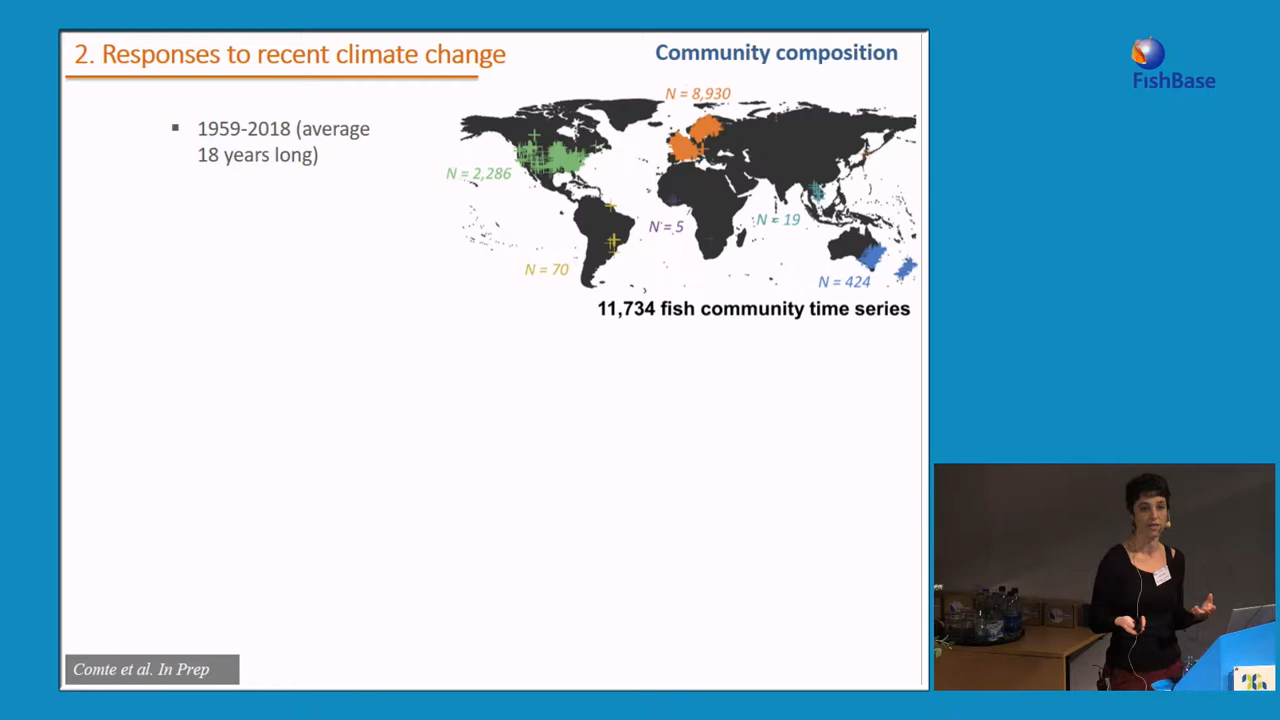 2. Responses to recent climate change
Community composition
FishBase
▪ 1959-2018 (average
18 years long)
N = 8,930
N = 2,286
N = 5
N = 19
N = 70
N = 424
11,734 fish community time series
Comte et al. In Prep